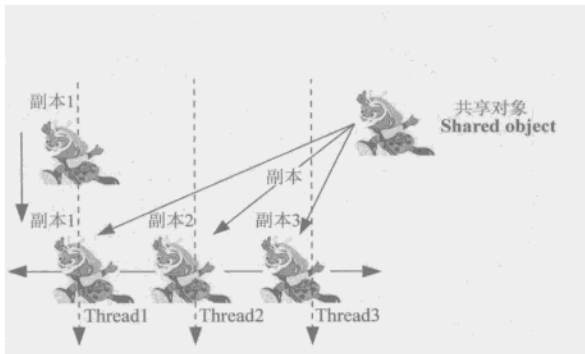 副本1
共享对象
Shared object
副本
副本1
副本2
副本3
Thread1
Thread2
Thread3